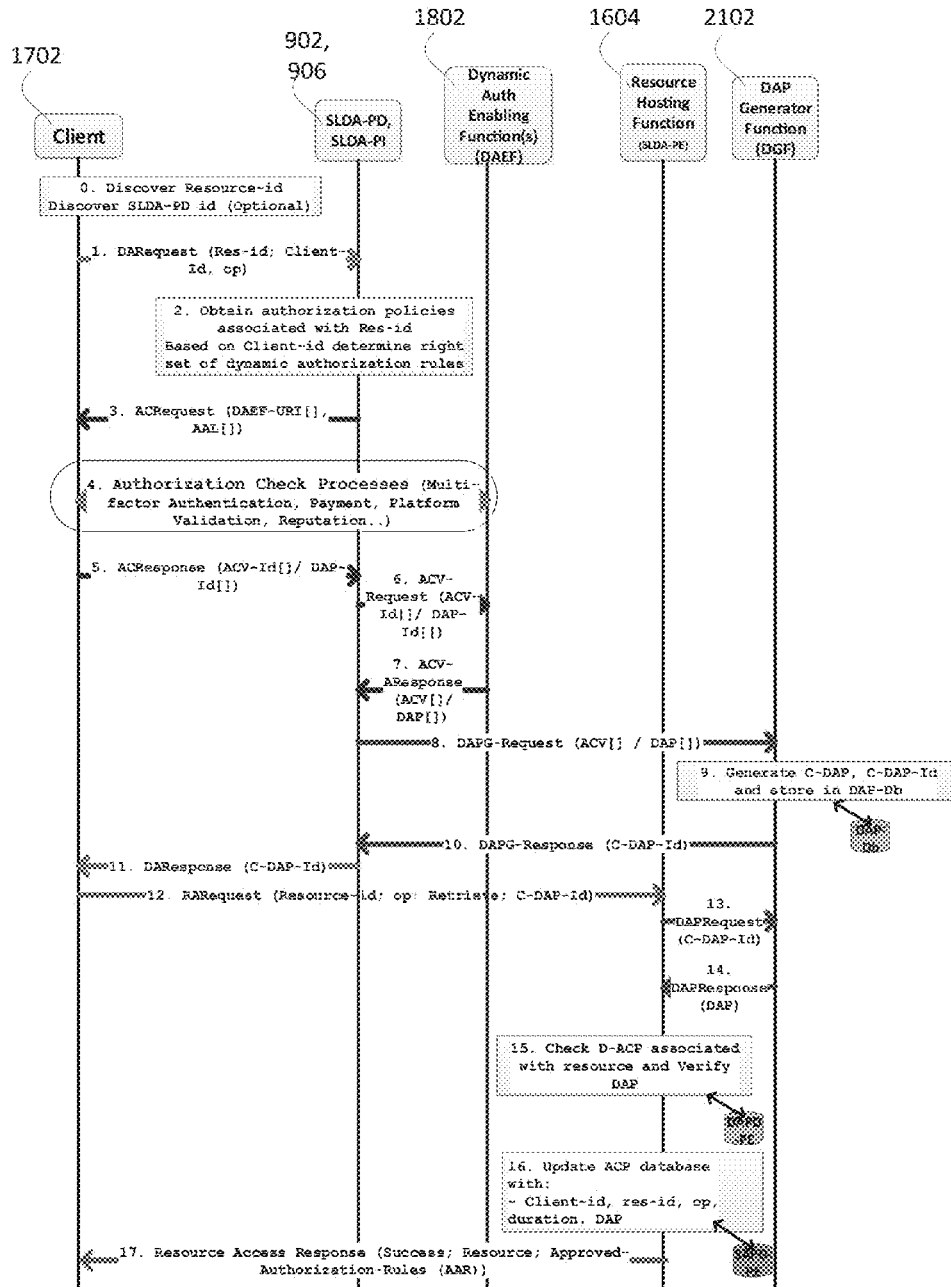 1802
1604
2102
902,
906
1702
Client
SLDA-PD,
SLDA-PI
Dynamic
Auth
Enabling
Function(s)
(DAEF)
Resource
Hosting
Function
(SLDA-PE)
DAP
Generator
Function
(DGF)
0. Discover Resource-id
Discover SLDA-PD id (Optional)
1. DARequest (Res-id; Client-
Id, op)
2. Obtain authorization policies
associated with Res-id
Based on Client-id determine right
set of dynamic authorization rules
3. ACRequest (DAEF-URI[],
AAL[])
4. Authorization Check Processes (Multi-
factor Authentication, Payment, Platform
Validation, Reputation..)
5. ACResponse (ACV-Id[]/ DAP-
Id[])
6. ACV-
Request (ACV-
Id[]/ DAP-
Id[])
7. ACV-
AResponse
(ACV[]/
DAP[])
8. DAPG-Request (ACV[] / DAP[])
9. Generate C-DAP, C-DAP-Id
and store in DAP-Db
10. DAPG-Response (C-DAP-Id)
11. DAResponse (C-DAP-Id)
12. RARequest (Resource-id; op: Retrieve; C-DAP-Id)
13.
DAPRequest
(C-DAP-Id)
14.
DAPResponse
(DAP)
15. Check D-ACP associated
with resource and Verify
DAP
16. Update ACP database
with:
- Client-id, res-id, op,
duration. DAP
17. Resource Access Response (Success; Resource; Approved-
Authorization-Rules (AAR))